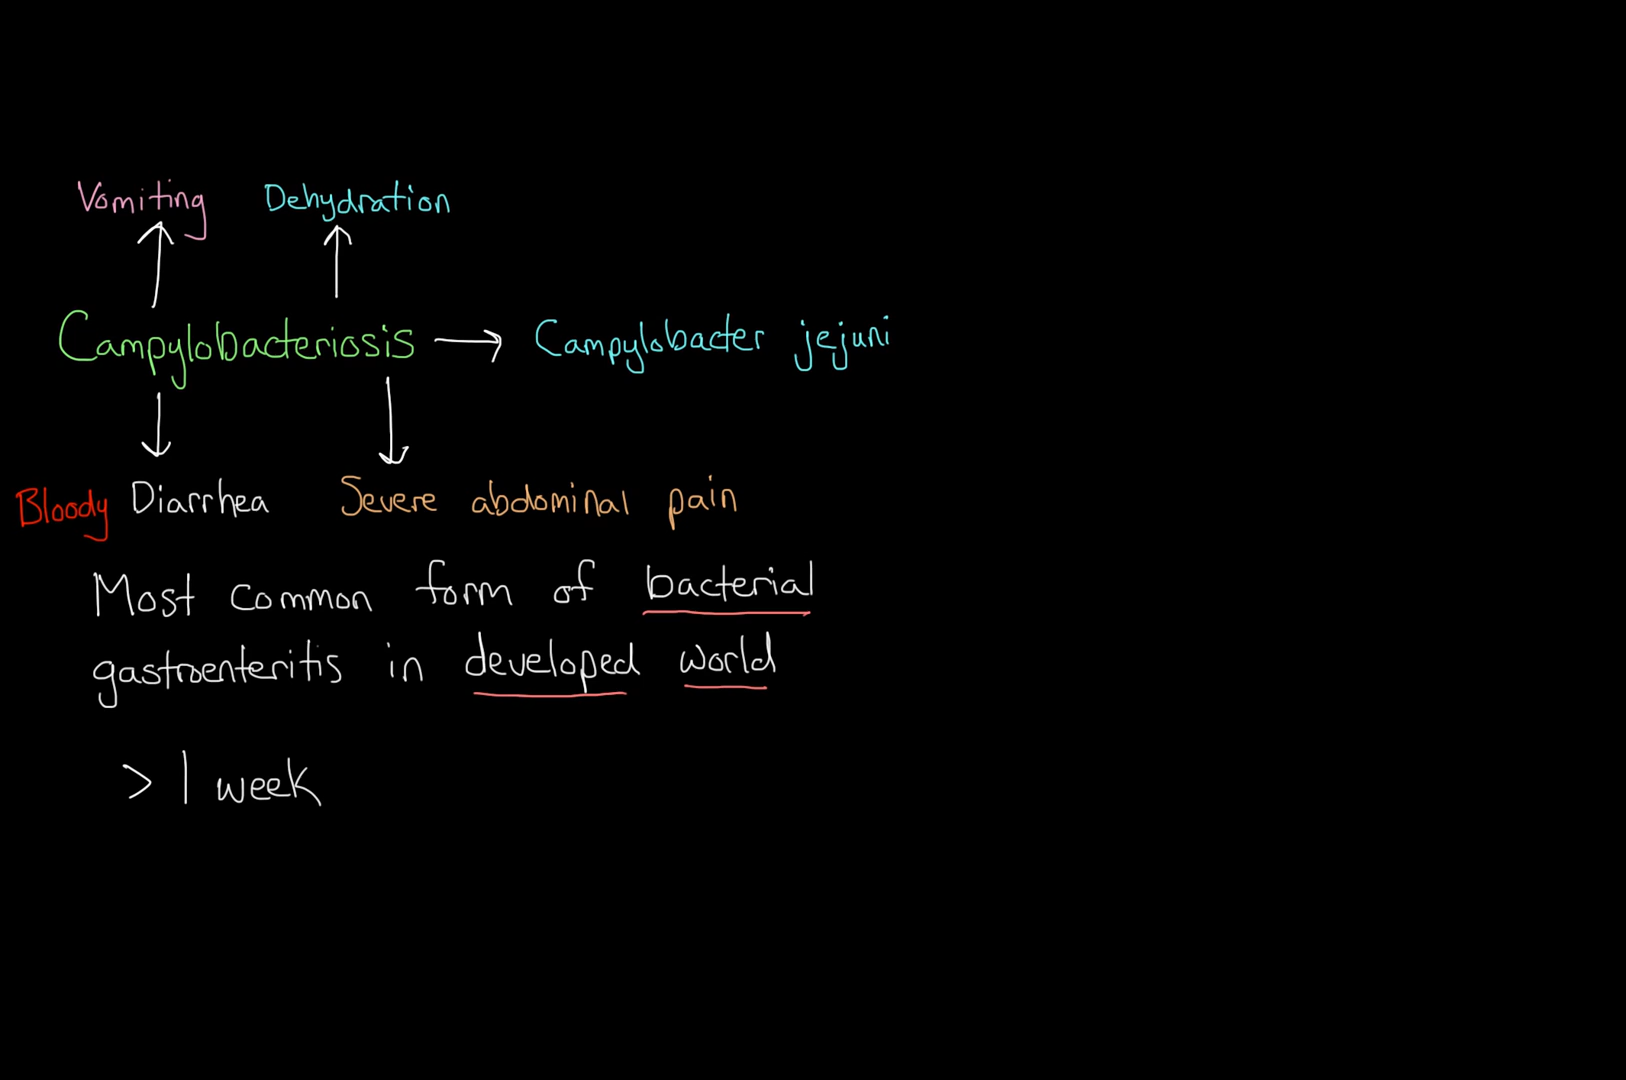 Vomiting Dehydration
Campylobacteriosis → Campylobacter jejuni
Bloody Diarrhea Severe abdominal pain
Most common form of bacterial
gastroenteritis in developed world
> 1 week